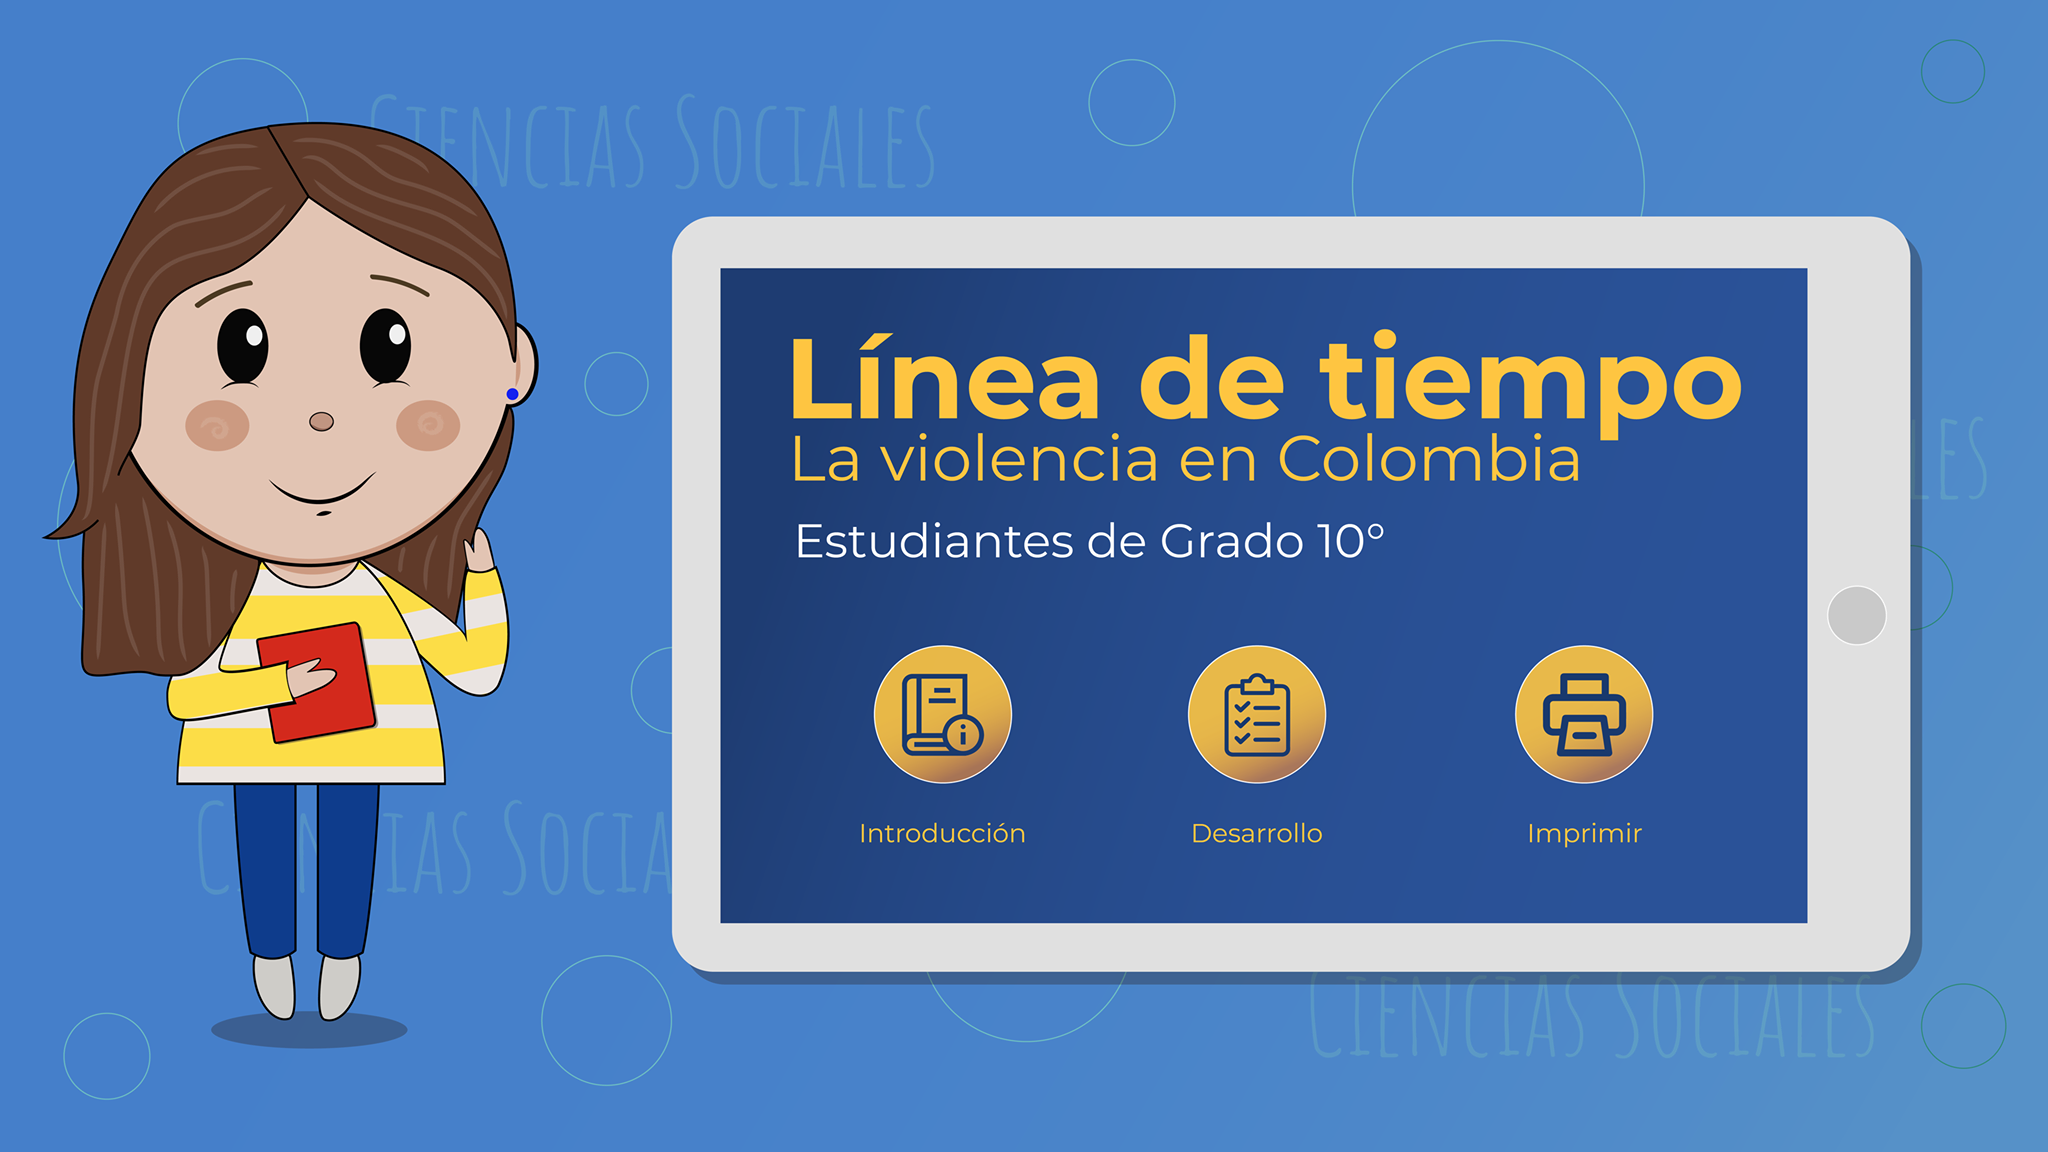 Ciencias Sociales
Línea de tiempo
La violencia en Colombia
Estudiantes de Grado 10°
Introducción
Desarrollo
Imprimir
Ciencias Sociales